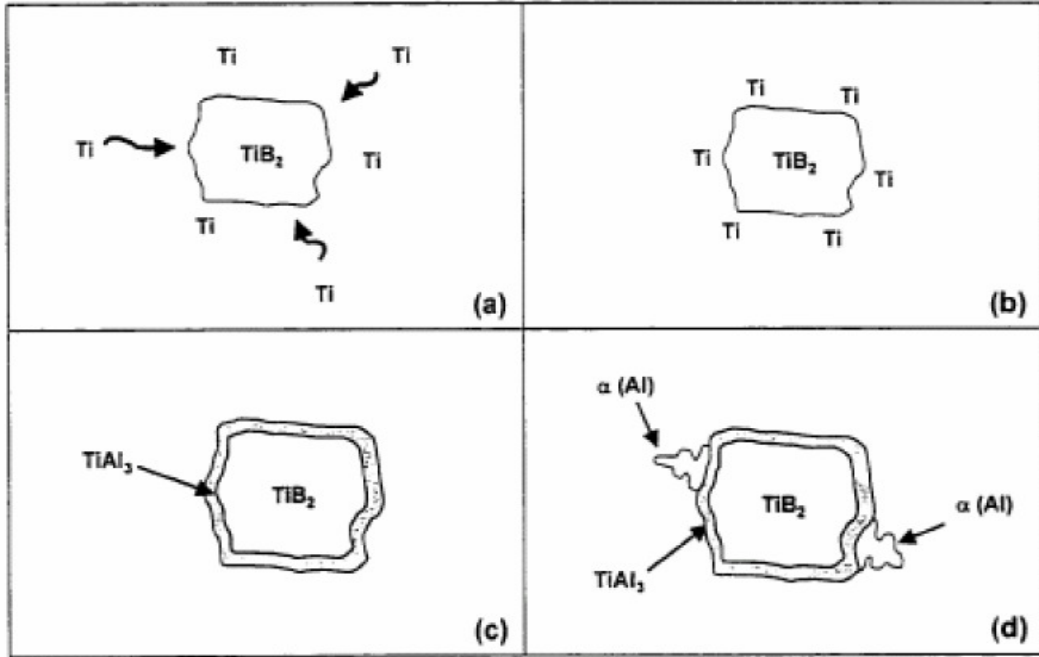 Ti
Ti
Ti
TiB₂
Ti
Ti
Ti
(a)
Ti
Ti
Ti
TiB₂
Ti
Ti
Ti
(b)
TiAl₃
TiB₂
(c)
α (Al)
TiB₂
α (Al)
TiAl₃
(d)